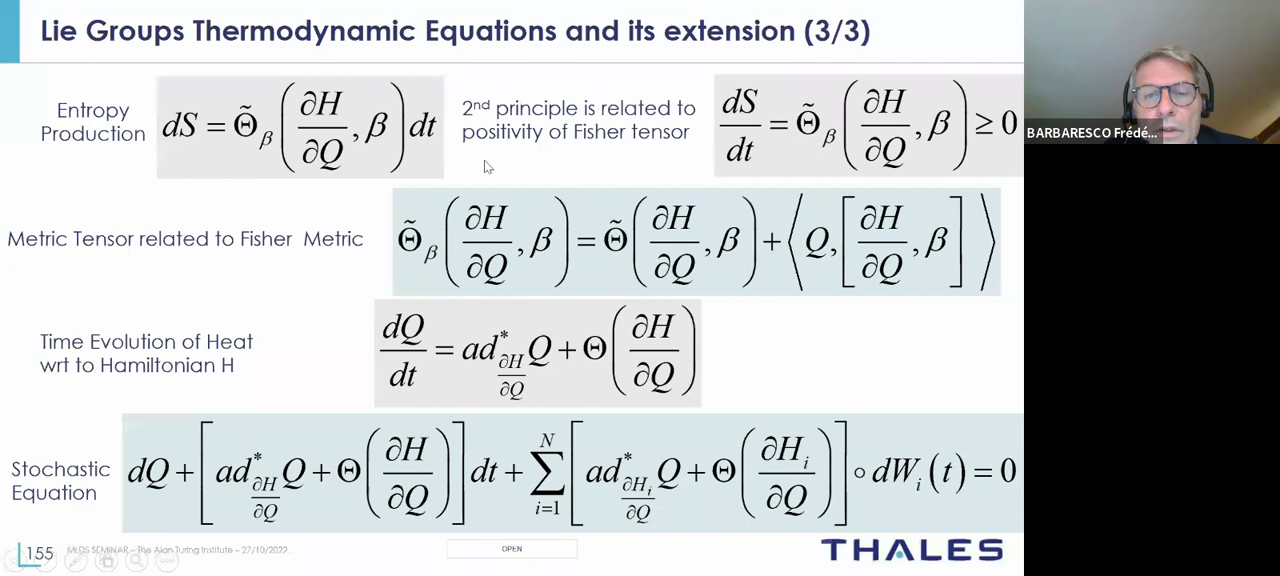 Lie Groups Thermodynamic Equations and its extension (3/3)
Entropy
Production
dS = Θ̃_β (∂H/∂Q, β) dt
2nd principle is related to
positivity of Fisher tensor
dS/dt = Θ̃_β (∂H/∂Q, β) ≥ 0
BARBARESCO Frédé...
Metric Tensor related to Fisher Metric
Θ̃_β (∂H/∂Q, β) = Θ̃ (∂H/∂Q, β) + ⟨Q, [∂H/∂Q, β]⟩
Time Evolution of Heat
wrt to Hamiltonian H
dQ/dt = ad*_{∂H/∂Q} Q + Θ (∂H/∂Q)
Stochastic
Equation
dQ + [ad*_{∂H/∂Q} Q + Θ (∂H/∂Q)] dt + ∑_{i=1}^{N} [ad*_{∂H_i/∂Q} Q + Θ (∂H_i/∂Q)] ∘ dW_i (t) = 0
155
SEMINAR – The Alan Turing Institute – 27/10/2022
OPEN
THALES